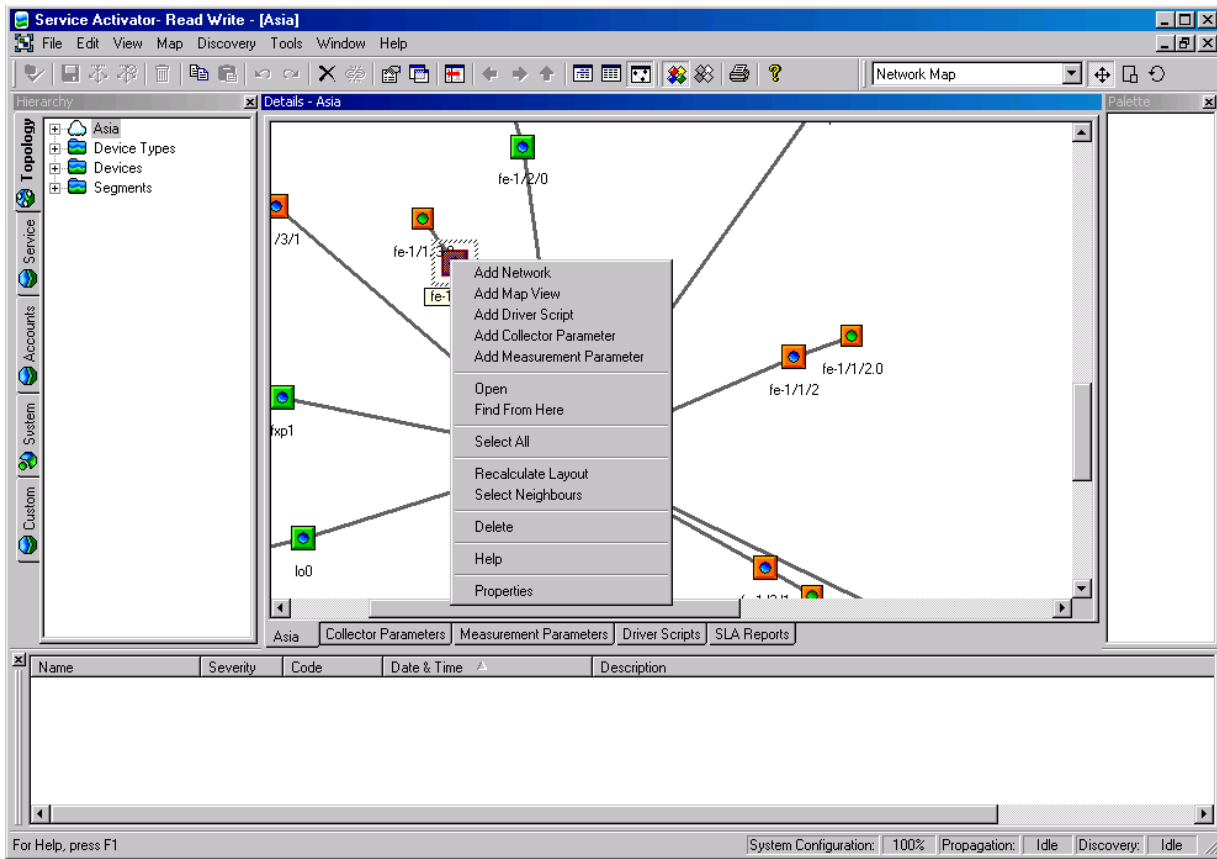 Service Activator- Read Write - [Asia]
File Edit View Map Discovery Tools Window Help
Network Map
Hierarchy
Details - Asia
Palette
Topology
Service
Accounts
System
Custom
Asia
Device Types
Devices
Segments
fe-1/2/0
/3/1
fe-1/1/
fe-1
fxp1
lo0
fe-1/1/2.0
fe-1/1/2
Add Network
Add Map View
Add Driver Script
Add Collector Parameter
Add Measurement Parameter
Open
Find From Here
Select All
Recalculate Layout
Select Neighbours
Delete
Help
Properties
Asia Collector Parameters Measurement Parameters Driver Scripts SLA Reports
Name Severity Code Date & Time Description
For Help, press F1
System Configuration: 100% Propagation: Idle Discovery: Idle